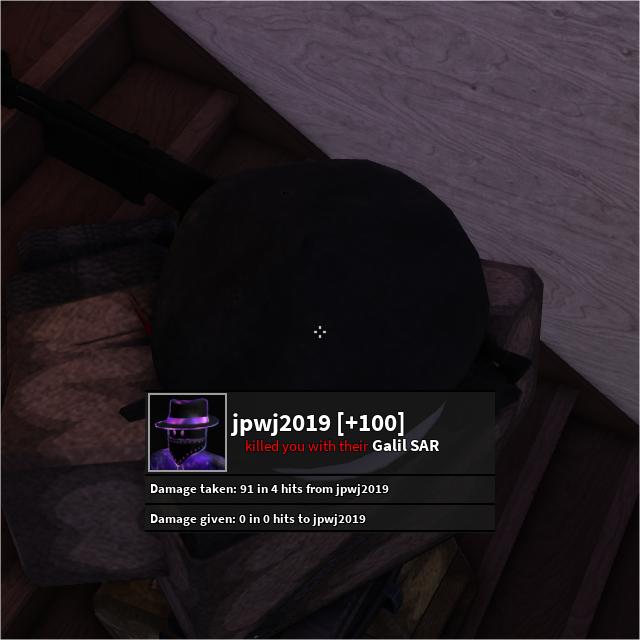 jpwj2019 [+100]
killed you with their Galil SAR
Damage taken: 91 in 4 hits from jpwj2019
Damage given: 0 in 0 hits to jpwj2019